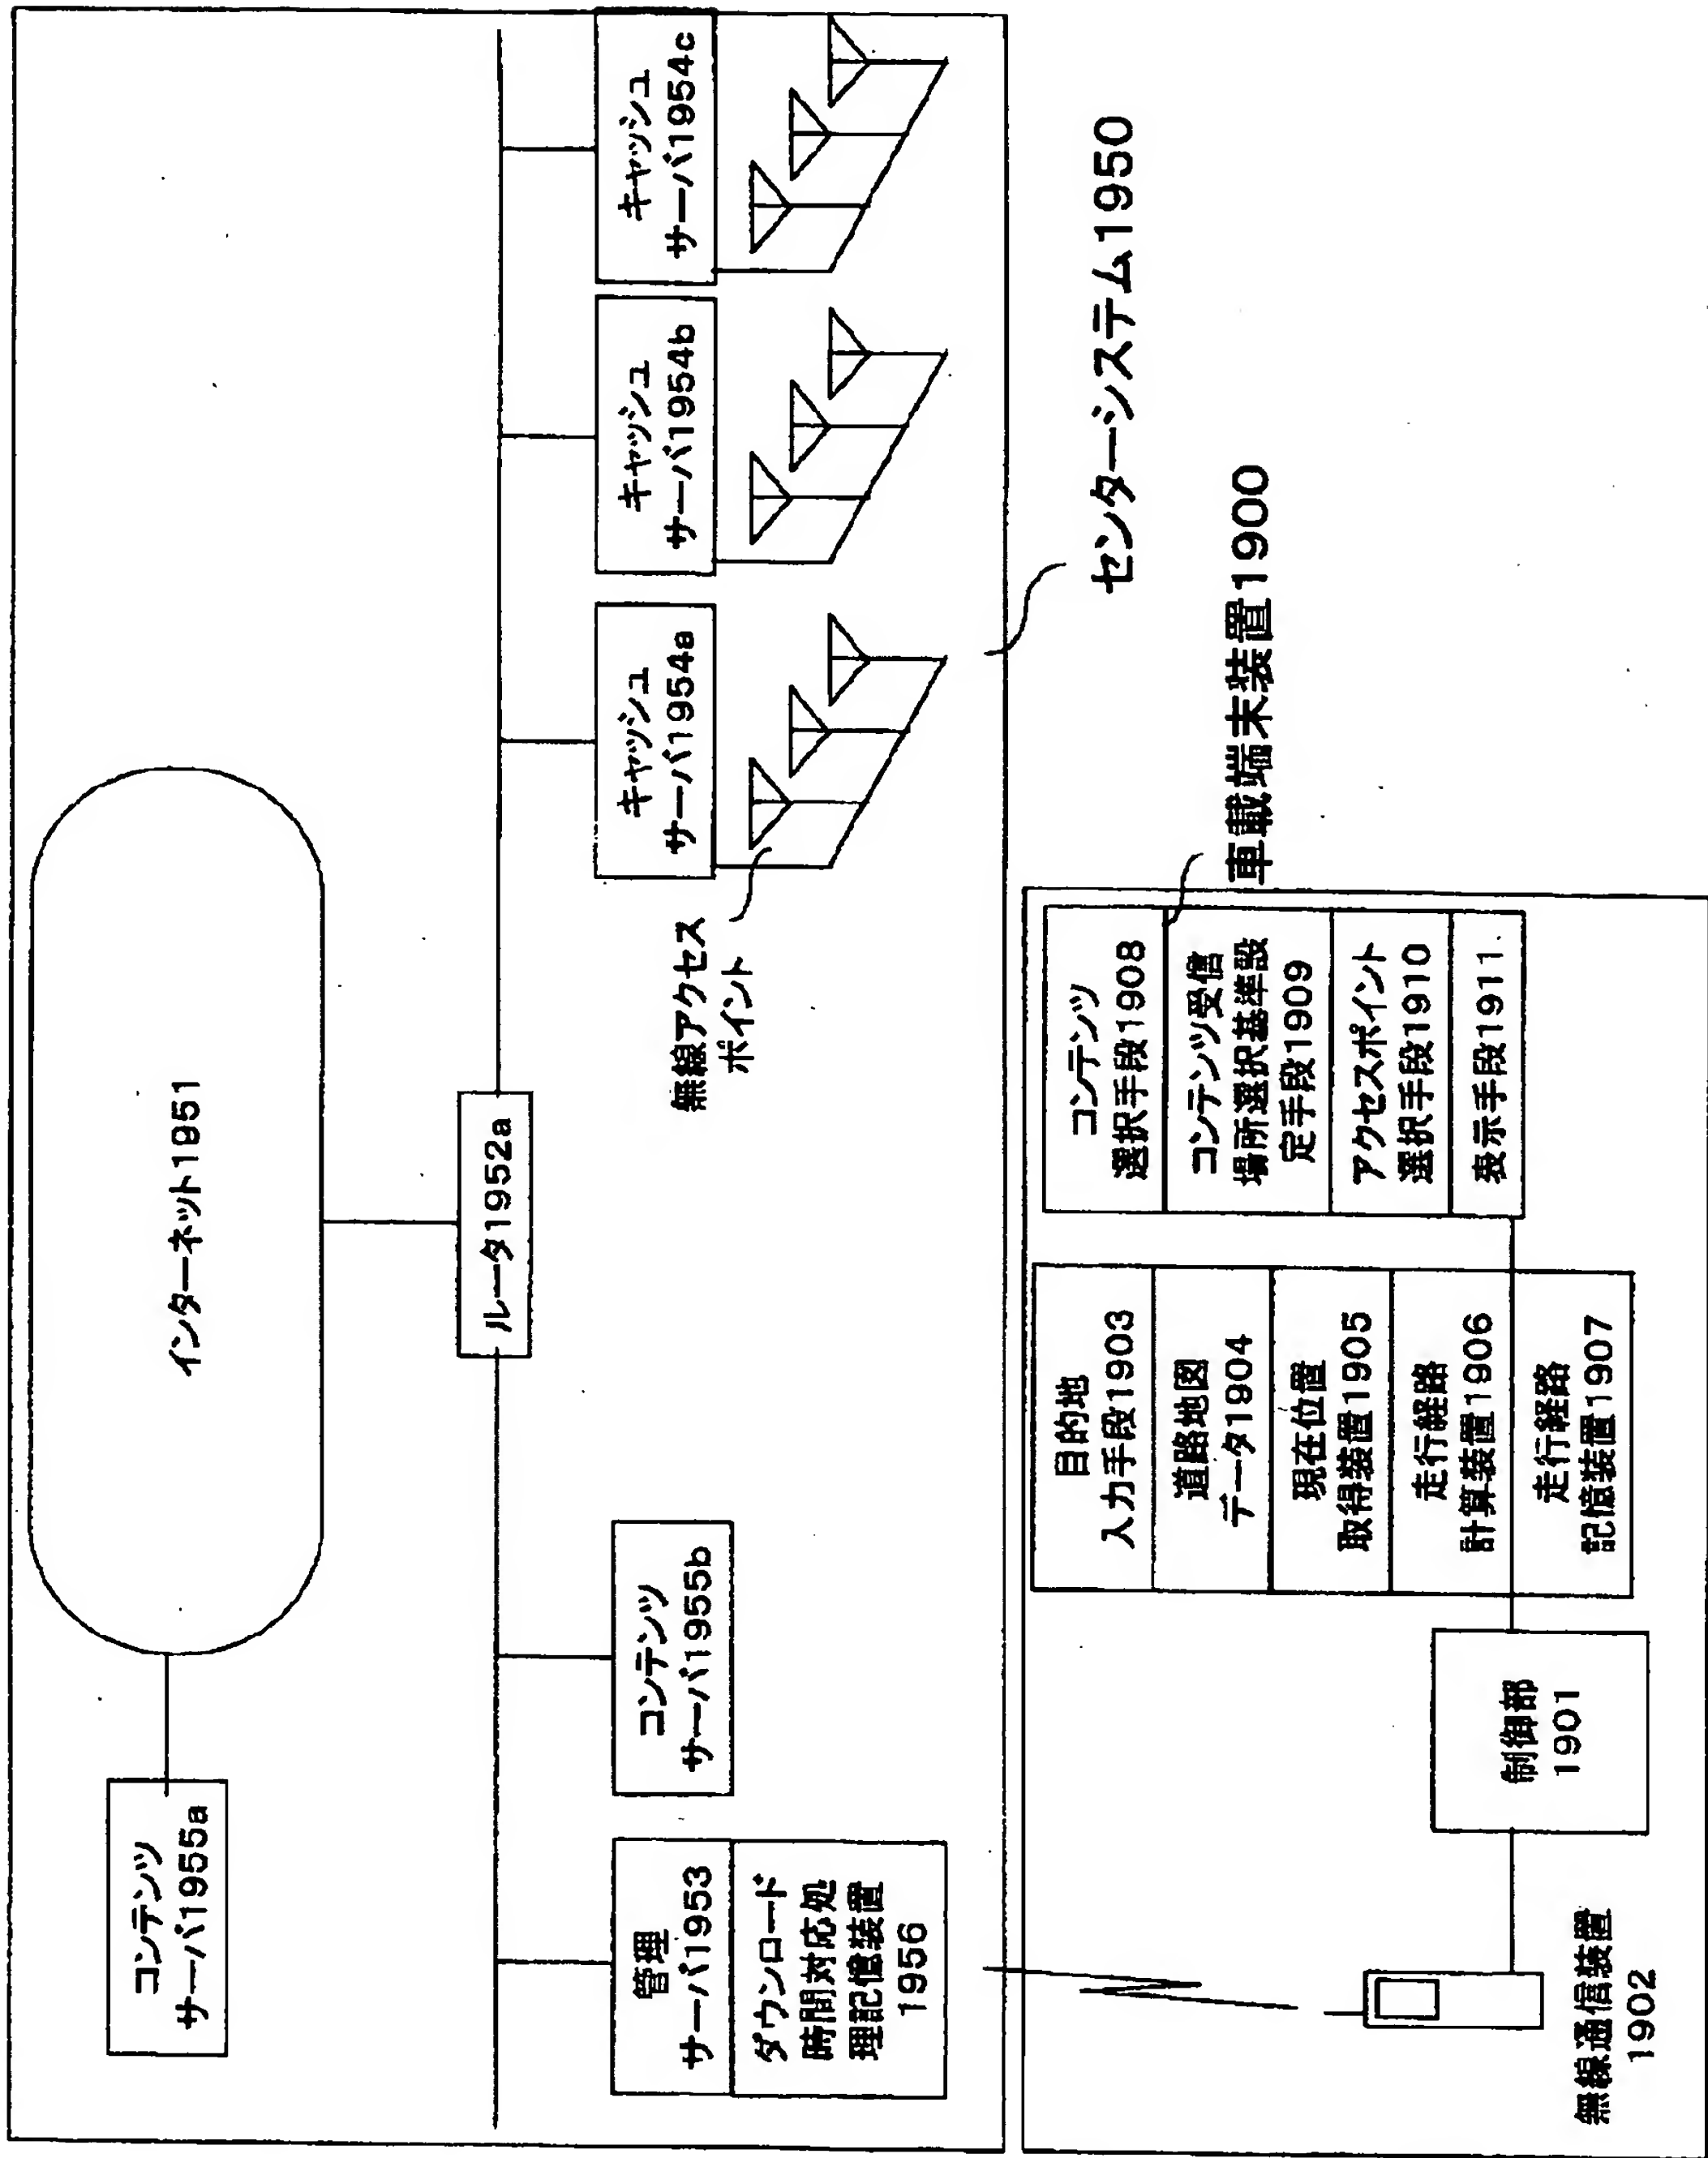 コンテンツ
サーバ1955a
インターネット1951
ルータ1952a
管理
サーバ1953
ダウンロード
時間対応処
理記憶装置
1956
コンテンツ
サーバ1955b
キャッシュ
サーバ1954a
キャッシュ
サーバ1954b
キャッシュ
サーバ1954c
無線アクセス
ポイント
センターシステム1950
車載端末装置1900
無線通信装置
1902
制御部
1901
目的地
入力手段1903
道路地図
データ1904
現在位置
取得装置1905
走行経路
計算装置1906
走行経路
記憶装置1907
コンテンツ
選択手段1908
コンテンツ受信
場所選択基準設
定手段1909
アクセスポイント
選択手段1910
表示手段1911